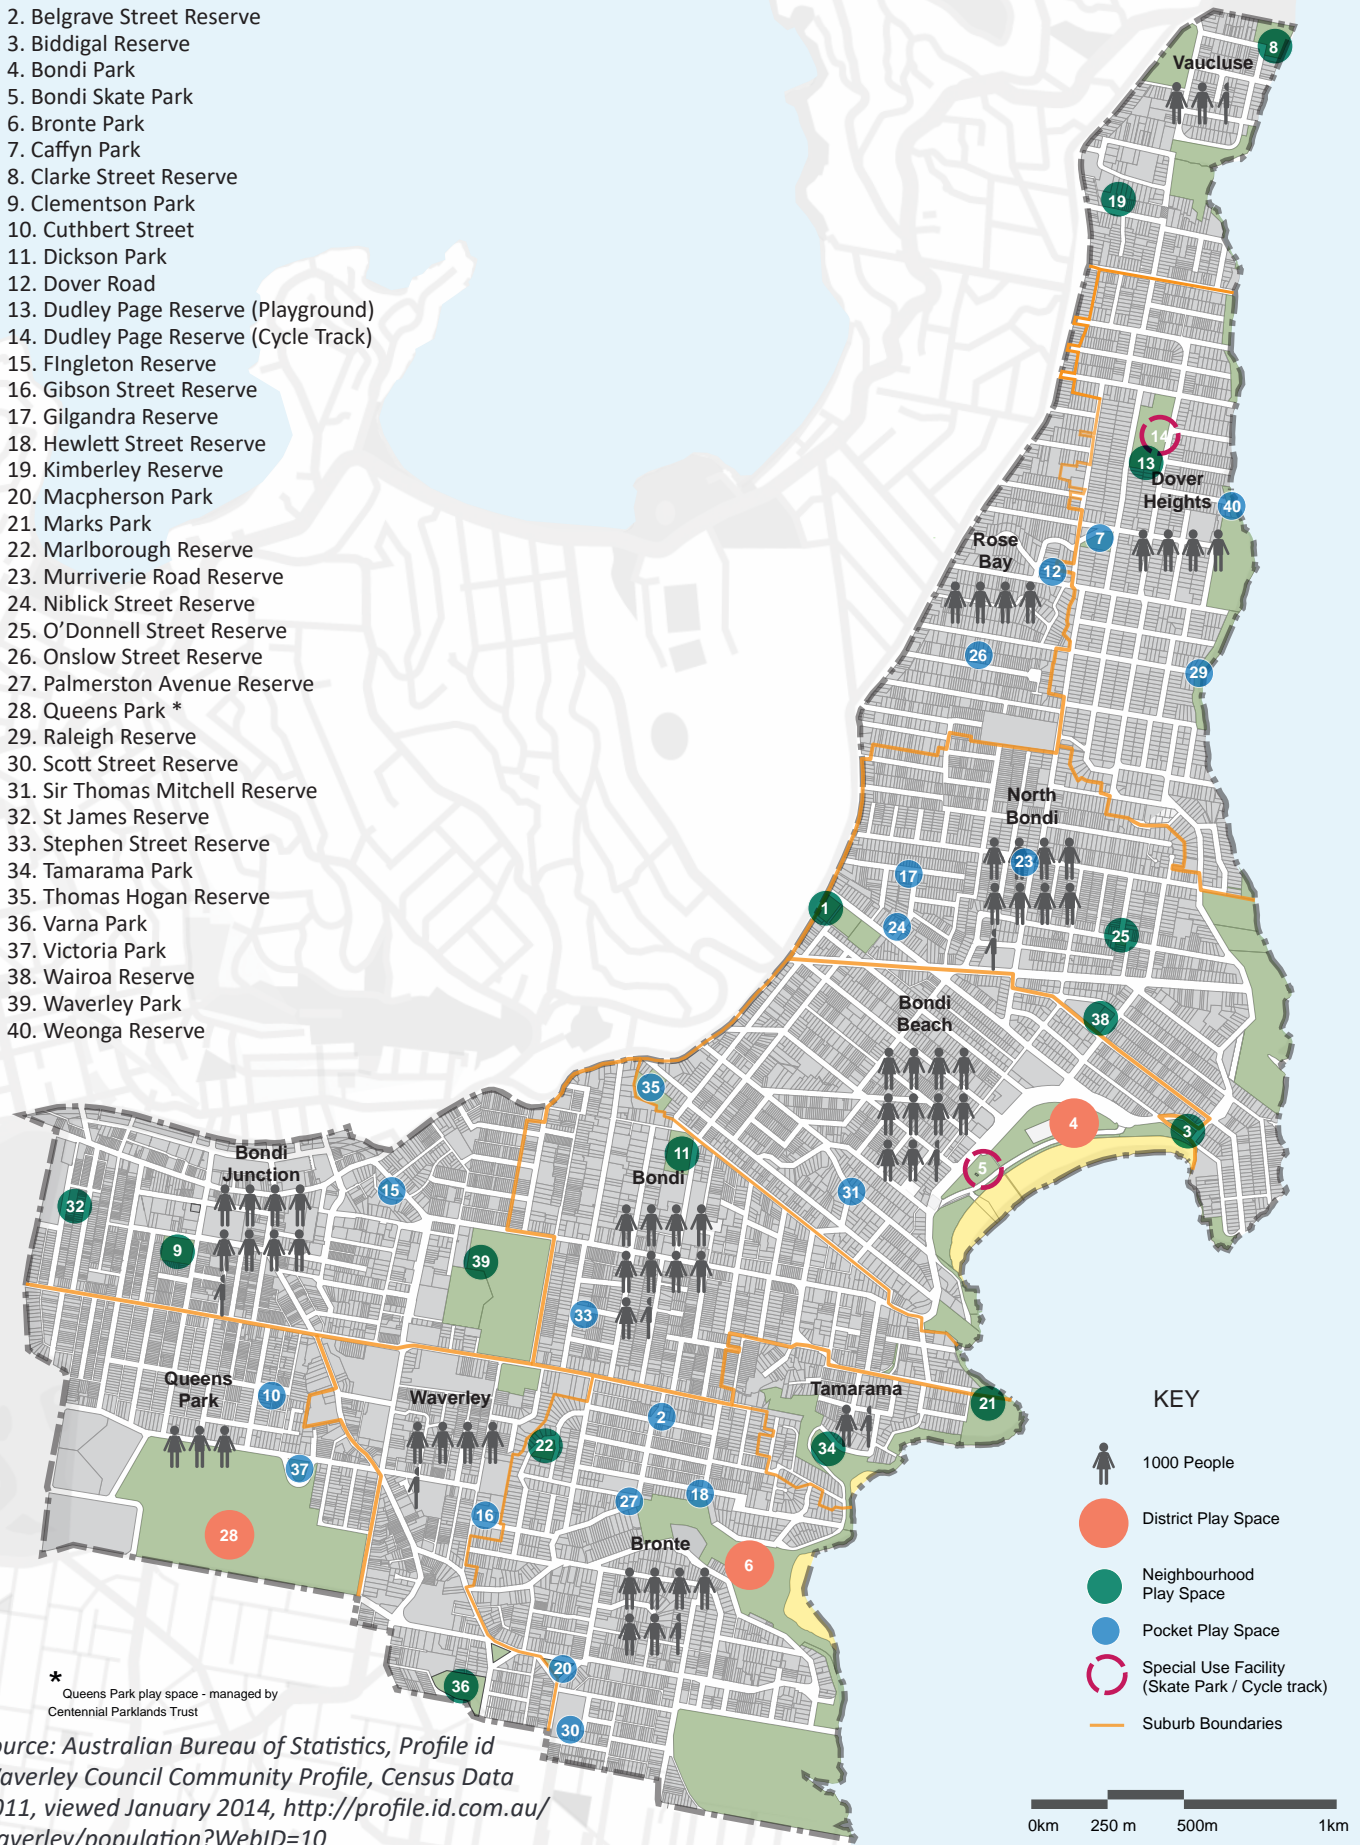 2. Belgrave Street Reserve
3. Biddigal Reserve
4. Bondi Park
5. Bondi Skate Park
6. Bronte Park
7. Caffyn Park
8. Clarke Street Reserve
9. Clementson Park
10. Cuthbert Street
11. Dickson Park
12. Dover Road
13. Dudley Page Reserve (Playground)
14. Dudley Page Reserve (Cycle Track)
15. FIngleton Reserve
16. Gibson Street Reserve
17. Gilgandra Reserve
18. Hewlett Street Reserve
19. Kimberley Reserve
20. Macpherson Park
21. Marks Park
22. Marlborough Reserve
23. Murriverie Road Reserve
24. Niblick Street Reserve
25. O'Donnell Street Reserve
26. Onslow Street Reserve
27. Palmerston Avenue Reserve
28. Queens Park *
29. Raleigh Reserve
30. Scott Street Reserve
31. Sir Thomas Mitchell Reserve
32. St James Reserve
33. Stephen Street Reserve
34. Tamarama Park
35. Thomas Hogan Reserve
36. Varna Park
37. Victoria Park
38. Wairoa Reserve
39. Waverley Park
40. Weonga Reserve
8
Vaucluse
19
14
13
Dover
Heights
40
7
Rose
Bay
12
26
29
North
Bondi
23
17
1
24
25
Bondi
Beach
38
35
4
3
11
Bondi
5
31
Bondi
Junction
15
32
9
39
33
Queens
Park
10
Waverley
Tamarama
21
2
22
34
37
27
18
16
28
Bronte
6
20
36
30
KEY
1000 People
District Play Space
Neighbourhood
Play Space
Pocket Play Space
Special Use Facility
(Skate Park / Cycle track)
Suburb Boundaries
0km 250 m 500m 1km
*
Queens Park play space - managed by
Centennial Parklands Trust
ource: Australian Bureau of Statistics, Profile id
averley Council Community Profile, Census Data
011, viewed January 2014, http://profile.id.com.au/
averley/population?WebID=10